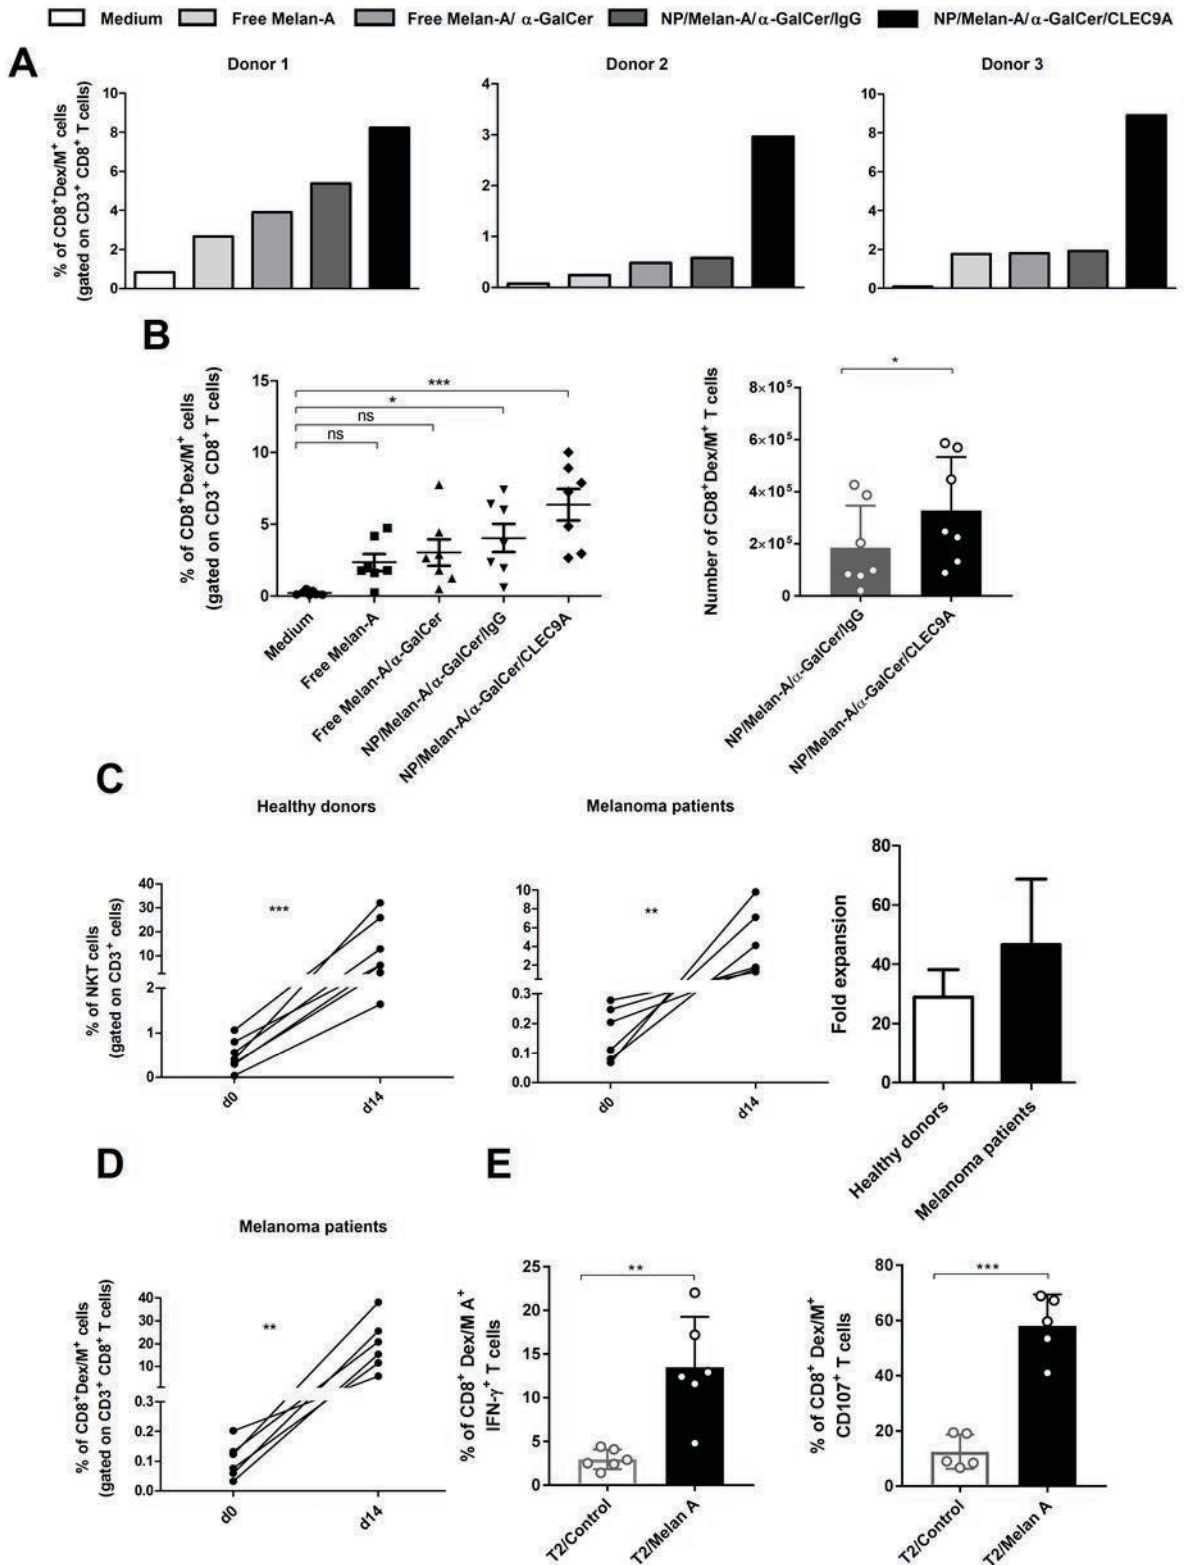 Medium Free Melan-A Free Melan-A/ α-GalCer NP/Melan-A/α-GalCer/IgG NP/Melan-A/α-GalCer/CLEC9A
A
Donor 1
Donor 2
Donor 3
% of CD8⁺Dex/M⁺ cells
(gated on CD3⁺ CD8⁺ T cells)
10
8
6
4
2
0
4
3
2
1
0
10
8
6
4
2
0
B
% of CD8⁺Dex/M⁺ cells
(gated on CD3⁺ CD8⁺ T cells)
15
10
5
0
***
*
ns
ns
Medium
Free Melan-A
Free Melan-A/α-GalCer
NP/Melan-A/α-GalCer/IgG
NP/Melan-A/α-GalCer/CLEC9A
Number of CD8⁺Dex/M⁺ T cells
8×10⁵
6×10⁵
4×10⁵
2×10⁵
0
*
NP/Melan-A/α-GalCer/IgG
NP/Melan-A/α-GalCer/CLEC9A
C
Healthy donors
% of NKT cells
(gated on CD3⁺ cells)
40
30
20
10
2
1
0
***
d0
d14
Melanoma patients
10
8
6
4
2
0.3
0.2
0.1
0.0
**
d0
d14
Fold expansion
80
60
40
20
0
Healthy donors
Melanoma patients
D
Melanoma patients
% of CD8⁺Dex/M⁺ cells
(gated on CD3⁺ CD8⁺ T cells)
40
30
20
10
0.3
0.2
0.1
0.0
**
d0
d14
E
% of CD8⁺ Dex/M A⁺
IFN-γ⁺ T cells
25
20
15
10
5
0
**
T2/Control
T2/Melan A
% of CD8⁺ Dex/M⁺
CD107⁺ T cells
80
60
40
20
0
***
T2/Control
T2/Melan A